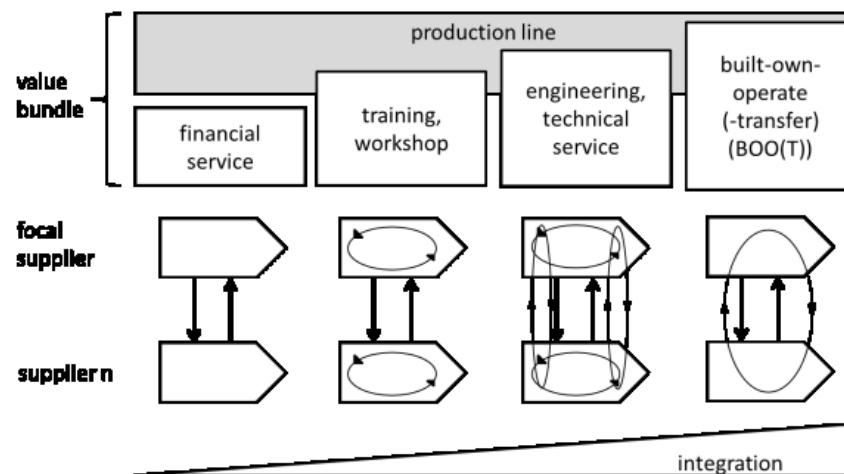 production line
value
bundle
financial
service
training,
workshop
engineering,
technical
service
built-own-
operate
(-transfer)
(BOO(T))
focal
supplier
supplier n
integration